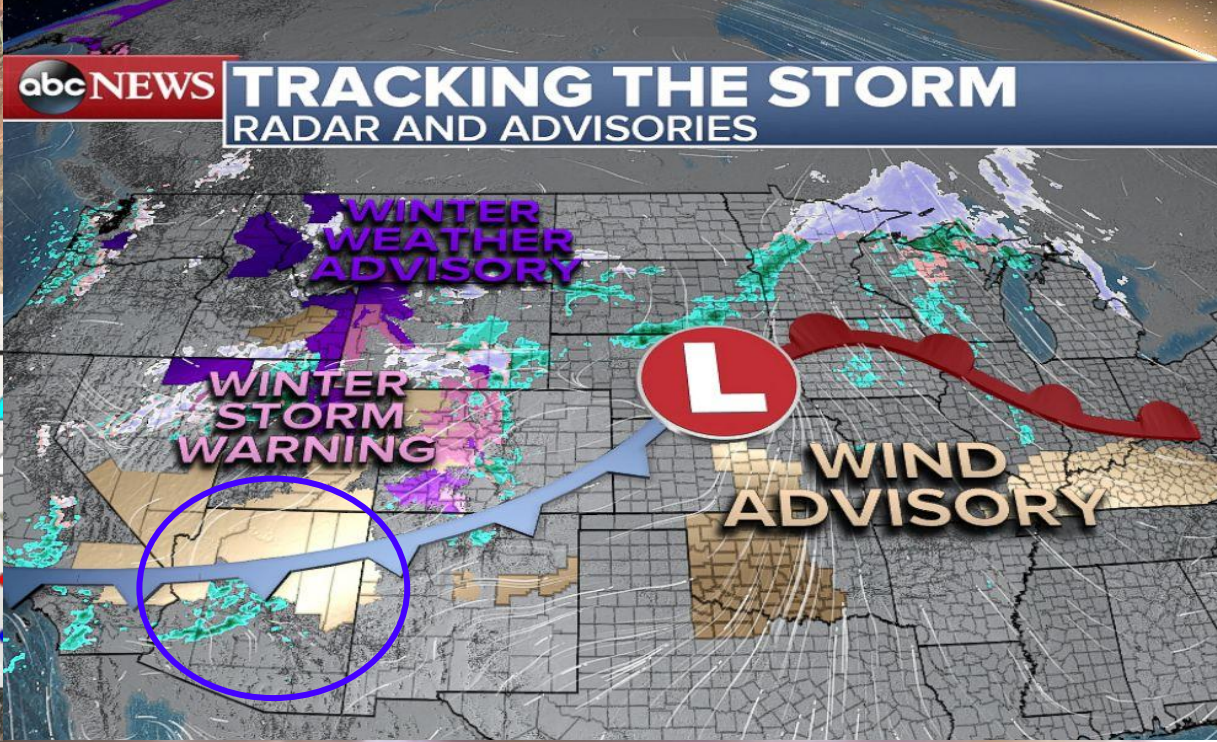 abc NEWS
TRACKING THE STORM
RADAR AND ADVISORIES
WINTER
WEATHER
ADVISORY
WINTER
STORM
WARNING
L
WIND
ADVISORY